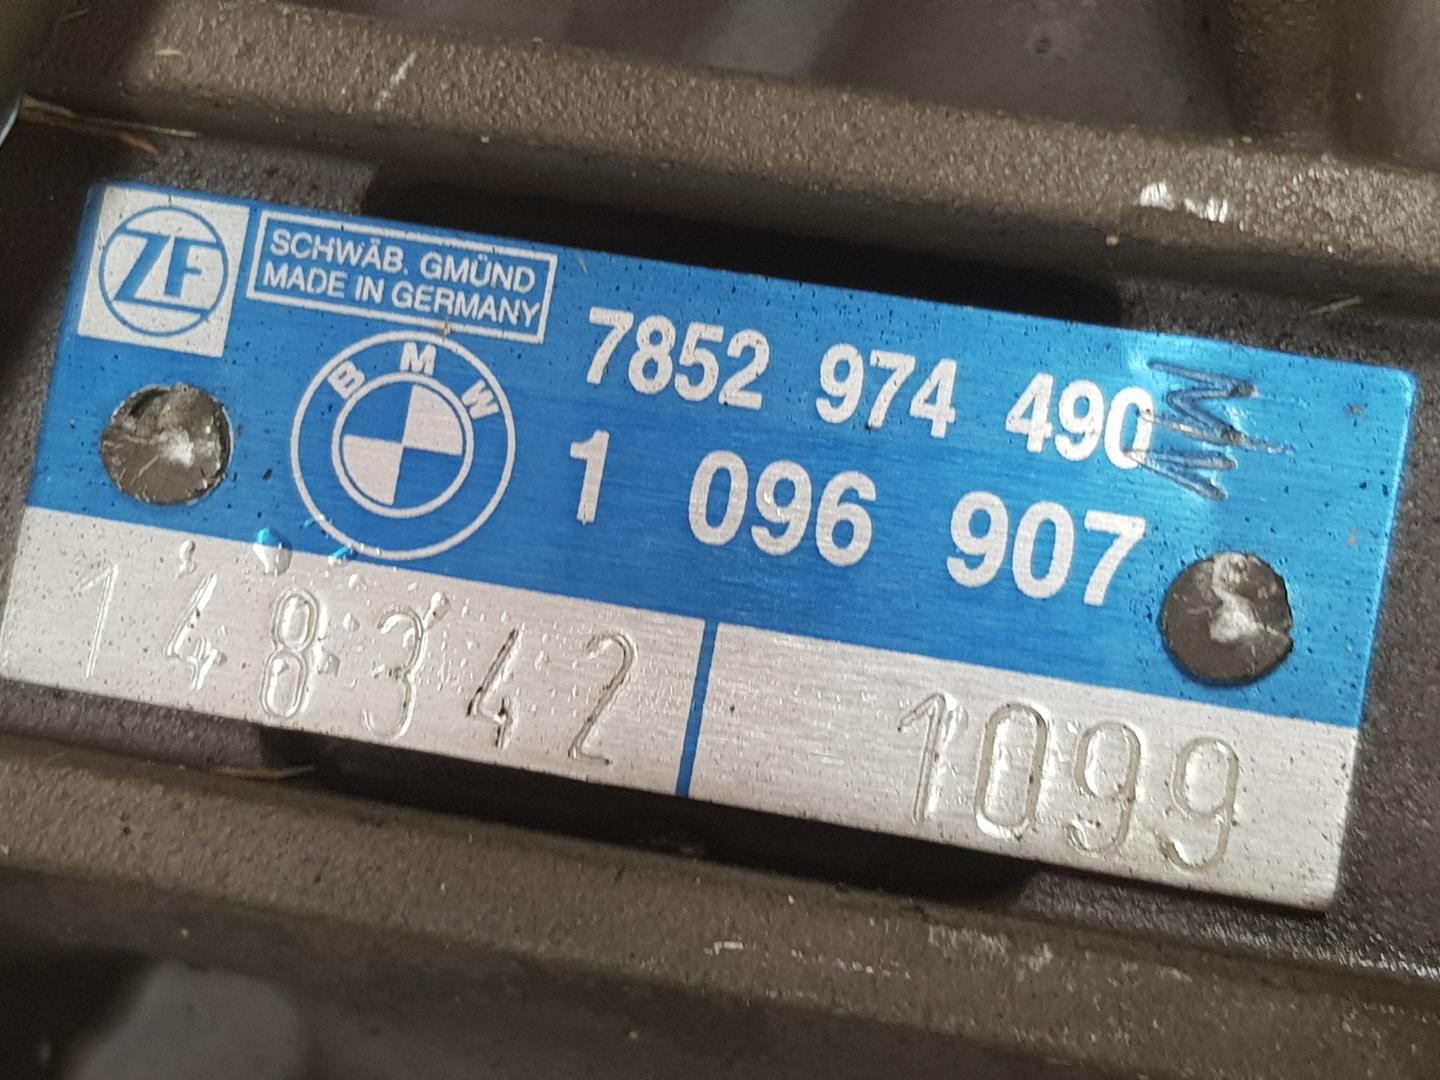 ZF
SCHWÄB. GMÜND
MADE IN GERMANY
BMW
7852 974 490
1 096 907
148342
1099